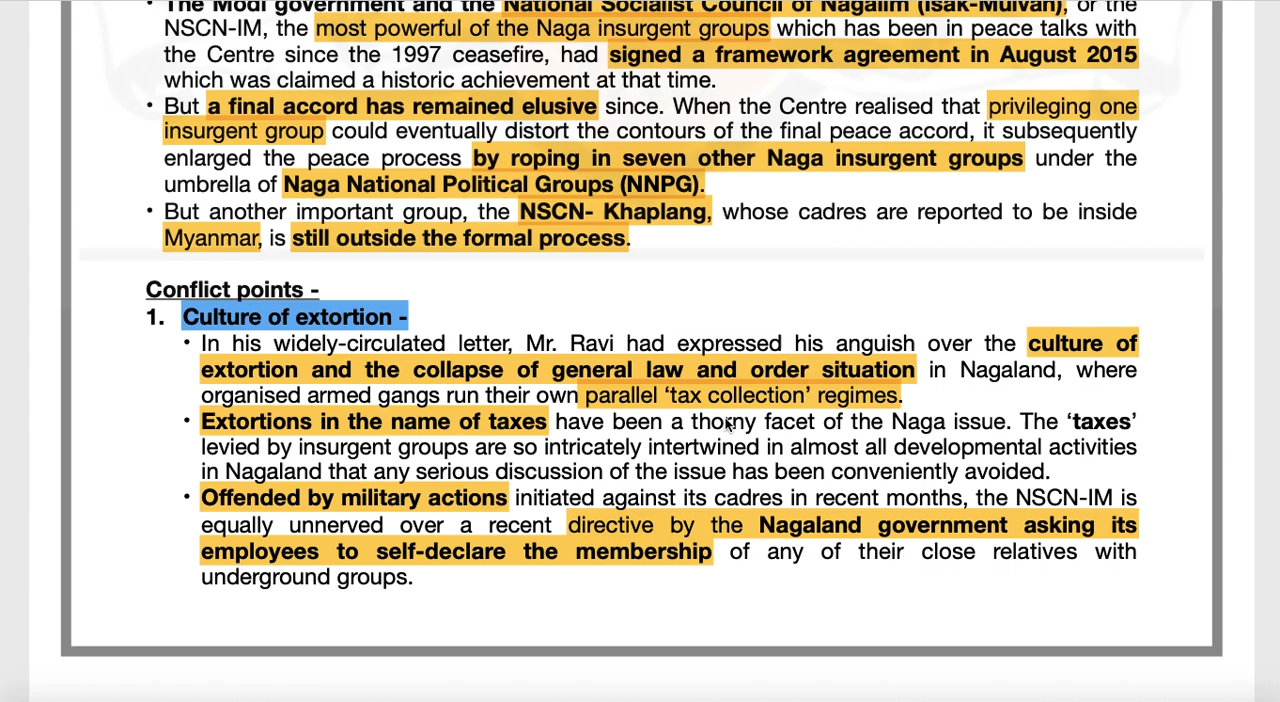 • The Modi government and the National Socialist Council of Nagalim (Isak-Muivah), or the
NSCN-IM, the most powerful of the Naga insurgent groups which has been in peace talks with
the Centre since the 1997 ceasefire, had signed a framework agreement in August 2015
which was claimed a historic achievement at that time.
• But a final accord has remained elusive since. When the Centre realised that privileging one
insurgent group could eventually distort the contours of the final peace accord, it subsequently
enlarged the peace process by roping in seven other Naga insurgent groups under the
umbrella of Naga National Political Groups (NNPG).
• But another important group, the NSCN- Khaplang, whose cadres are reported to be inside
Myanmar, is still outside the formal process.
Conflict points -
1. Culture of extortion -
• In his widely-circulated letter, Mr. Ravi had expressed his anguish over the culture of
extortion and the collapse of general law and order situation in Nagaland, where
organised armed gangs run their own parallel ‘tax collection’ regimes.
• Extortions in the name of taxes have been a thorny facet of the Naga issue. The ‘taxes’
levied by insurgent groups are so intricately intertwined in almost all developmental activities
in Nagaland that any serious discussion of the issue has been conveniently avoided.
• Offended by military actions initiated against its cadres in recent months, the NSCN-IM is
equally unnerved over a recent directive by the Nagaland government asking its
employees to self-declare the membership of any of their close relatives with
underground groups.